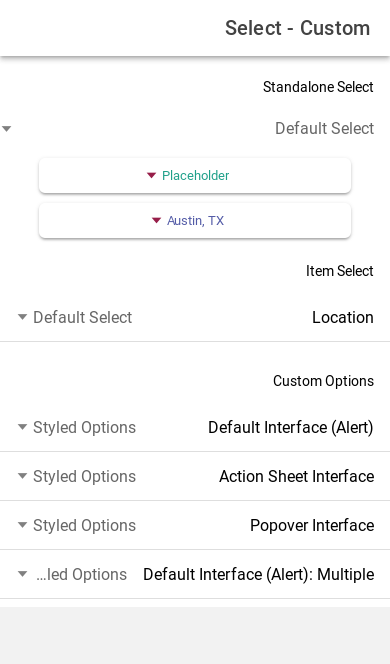 Select - Custom
Standalone Select
Default Select
Placeholder
Austin, TX
Item Select
Location Default Select
Custom Options
Default Interface (Alert) Styled Options
Action Sheet Interface Styled Options
Popover Interface Styled Options
Default Interface (Alert): Multiple …led Options